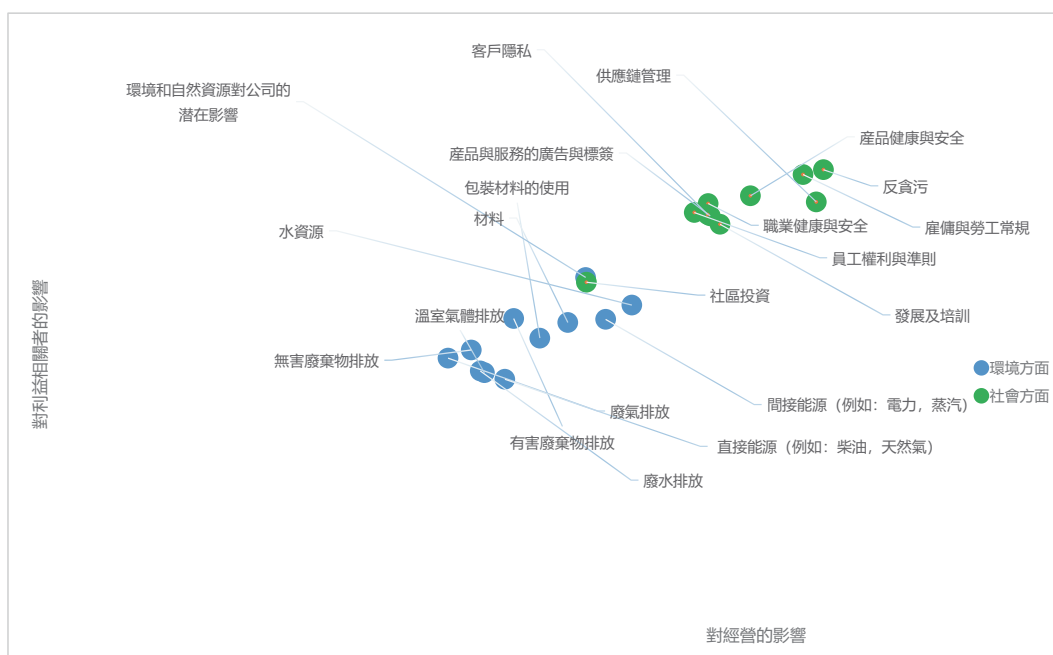 客戶隱私
供應鏈管理
環境和自然資源對公司的
潛在影響
産品健康與安全
産品與服務的廣告與標簽
包裝材料的使用
反貪污
材料
職業健康與安全
雇傭與勞工常規
水資源
員工權利與準則
社區投資
對利益相關者的影響
溫室氣體排放
發展及培訓
無害廢棄物排放
環境方面
社會方面
間接能源（例如：電力，蒸汽）
廢氣排放
有害廢棄物排放
直接能源（例如：柴油，天然氣）
廢水排放
對經營的影響